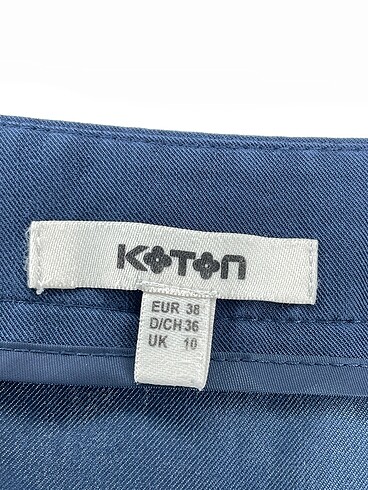 KOTON
EUR 38
D/CH 36
UK 10